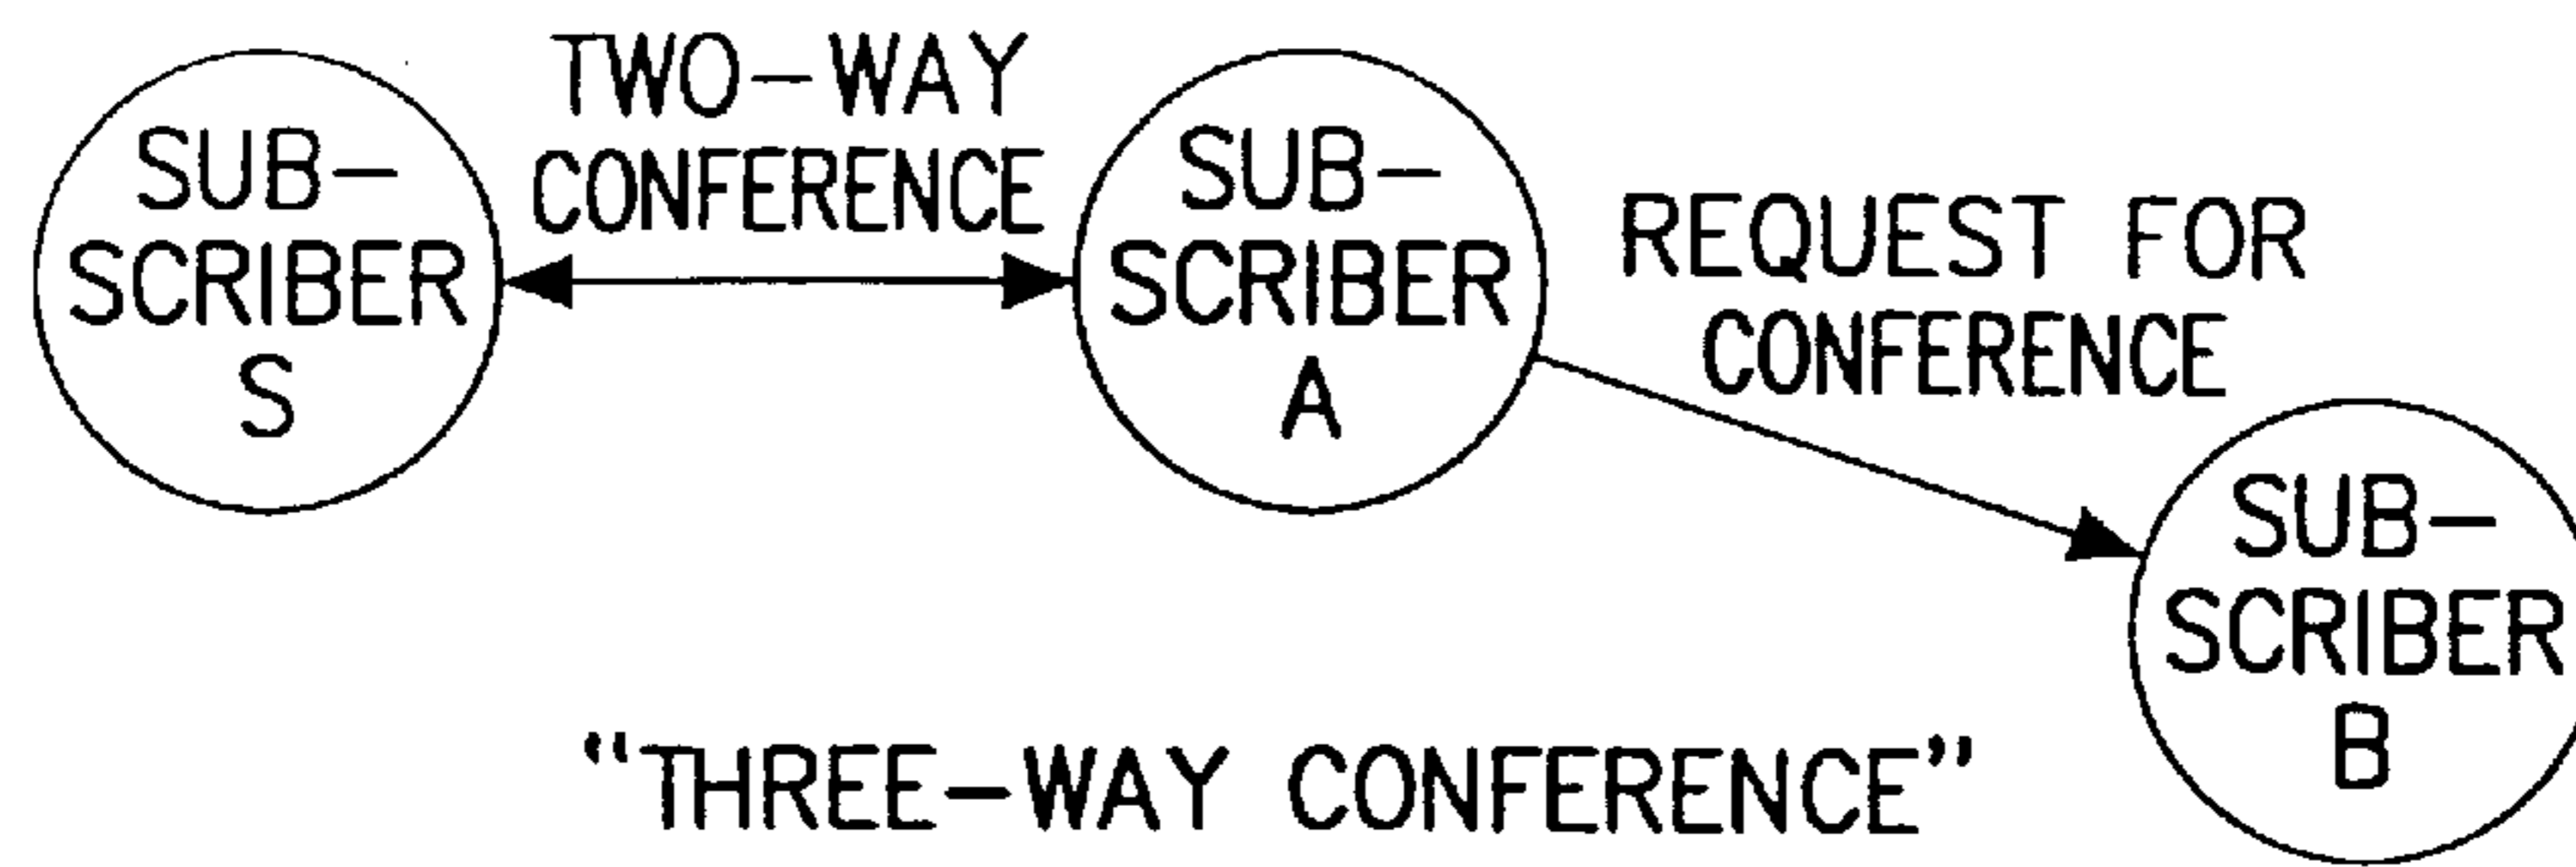 SUB-
SCRIBER
S
TWO-WAY
CONFERENCE
SUB-
SCRIBER
A
REQUEST FOR
CONFERENCE
SUB-
SCRIBER
B
“THREE-WAY CONFERENCE”